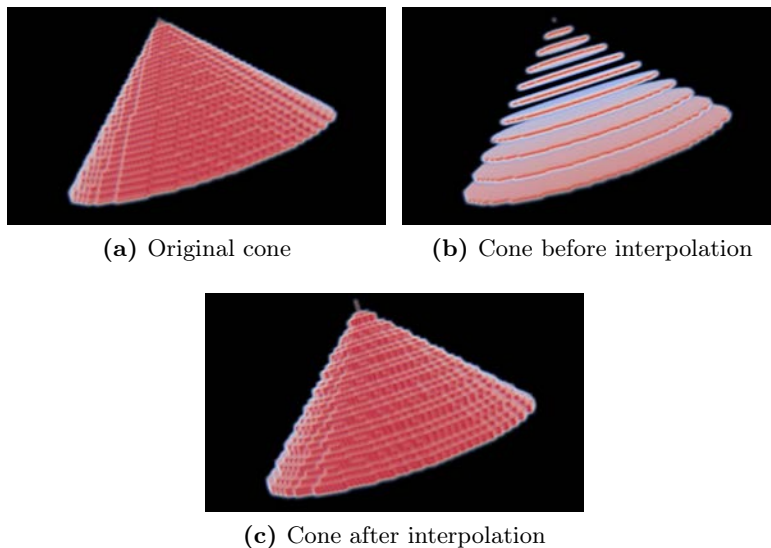 (a) Original cone
(b) Cone before interpolation
(c) Cone after interpolation